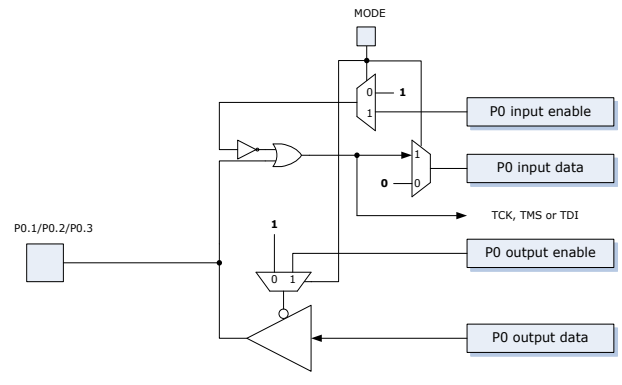 MODE
0
1
1
P0 input enable
1
P0 input data
0
0
TCK, TMS or TDI
P0.1/P0.2/P0.3
1
P0 output enable
0 1
P0 output data